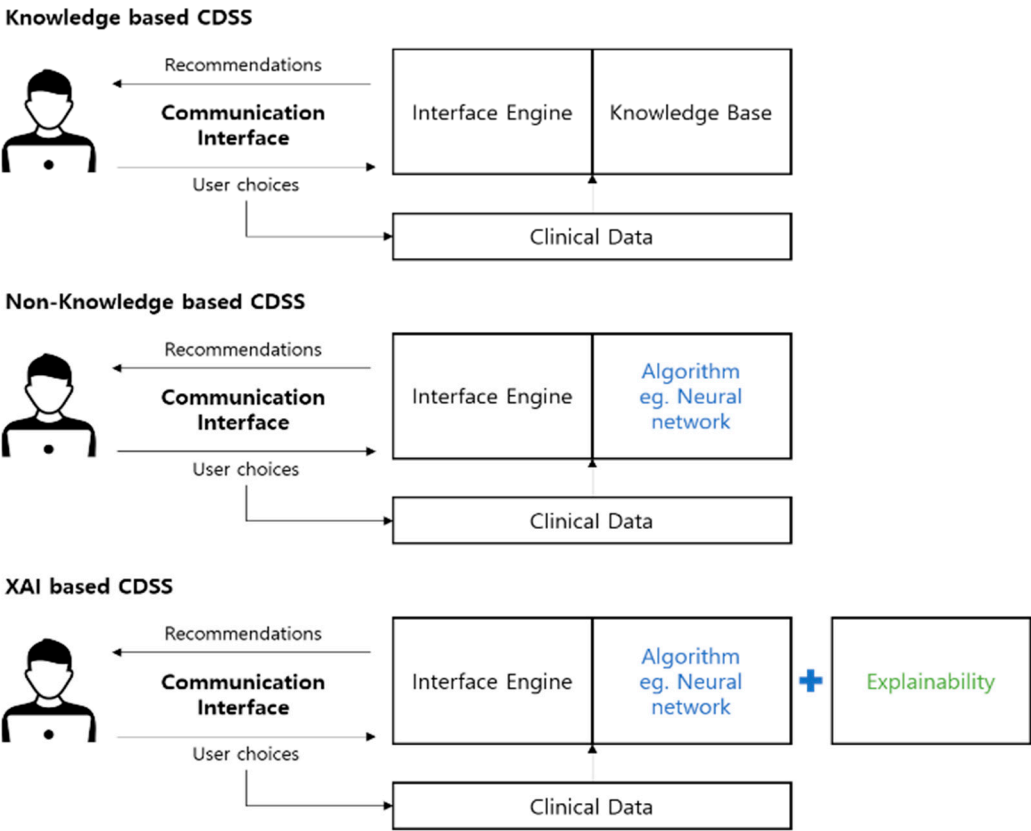 Knowledge based CDSS
Recommendations
Communication
Interface
User choices
Interface Engine
Knowledge Base
Clinical Data
Non-Knowledge based CDSS
Recommendations
Communication
Interface
User choices
Interface Engine
Algorithm
eg. Neural
network
Clinical Data
XAI based CDSS
Recommendations
Communication
Interface
User choices
Interface Engine
Algorithm
eg. Neural
network
Explainability
Clinical Data